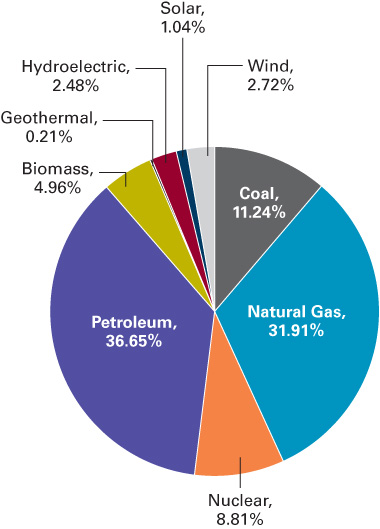 Solar,
1.04%
Hydroelectric,
2.48%
Wind,
2.72%
Geothermal,
0.21%
Biomass,
4.96%
Coal,
11.24%
Natural Gas,
31.91%
Petroleum,
36.65%
Nuclear,
8.81%